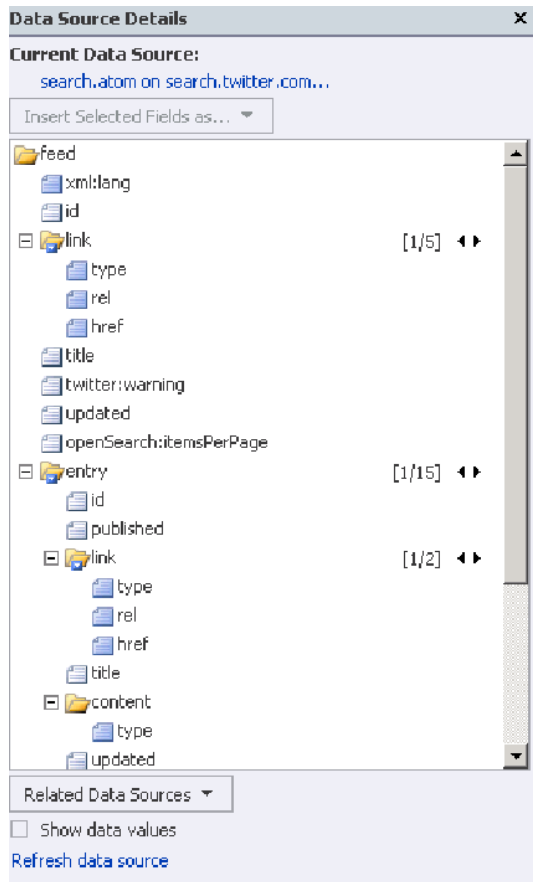 Data Source Details
Current Data Source:
search.atom on search.twitter.com...
Insert Selected Fields as...
feed
xml:lang
id
link [1/5]
type
rel
href
title
twitter:warning
updated
openSearch:itemsPerPage
entry [1/15]
id
published
link [1/2]
type
rel
href
title
content
type
updated
Related Data Sources
Show data values
Refresh data source